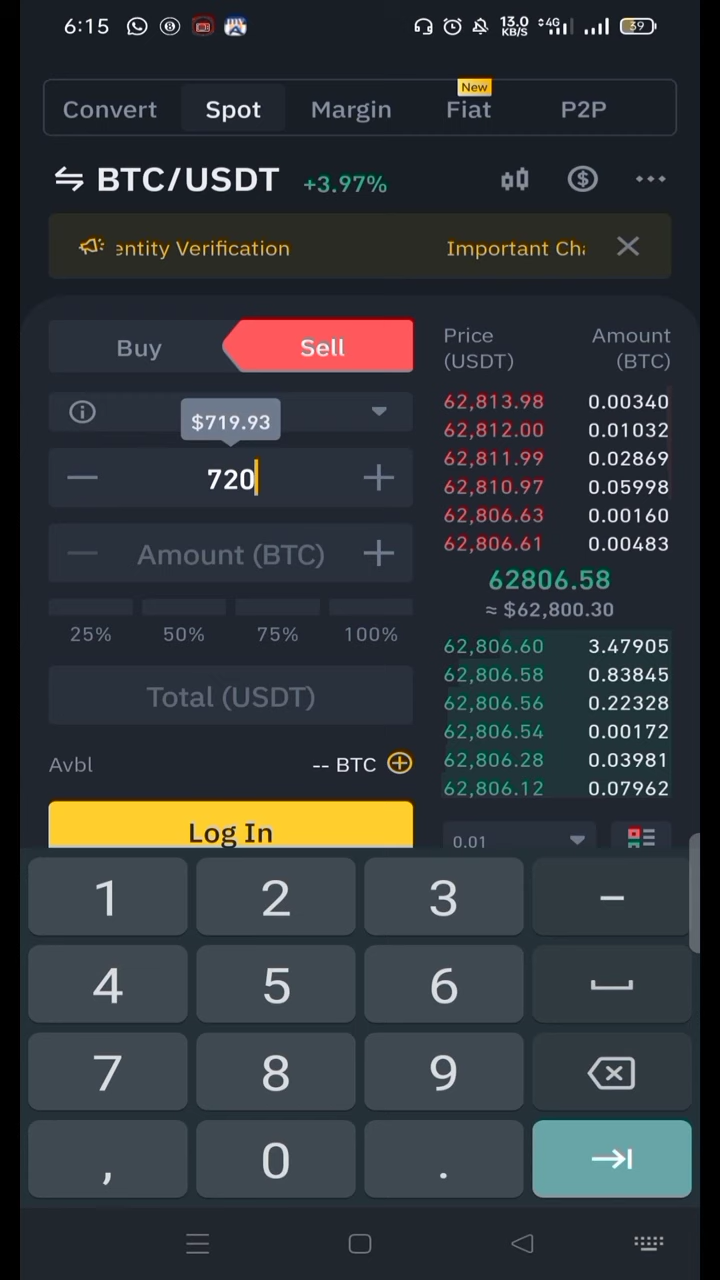 6:15 13.0 KB/S 4G 39
New
Convert Spot Margin Fiat P2P
BTC/USDT +3.97%
entity Verification Important Cha
Buy Sell
$719.93
720
Amount (BTC)
25% 50% 75% 100%
Total (USDT)
Avbl -- BTC
Log In
Price (USDT) Amount (BTC)
62,813.98 0.00340
62,812.00 0.01032
62,811.99 0.02869
62,810.97 0.05998
62,806.63 0.00160
62,806.61 0.00483
62806.58
≈ $62,800.30
62,806.60 3.47905
62,806.58 0.83845
62,806.56 0.22328
62,806.54 0.00172
62,806.28 0.03981
62,806.12 0.07962
0.01
1 2 3 –
4 5 6
7 8 9
, 0 .